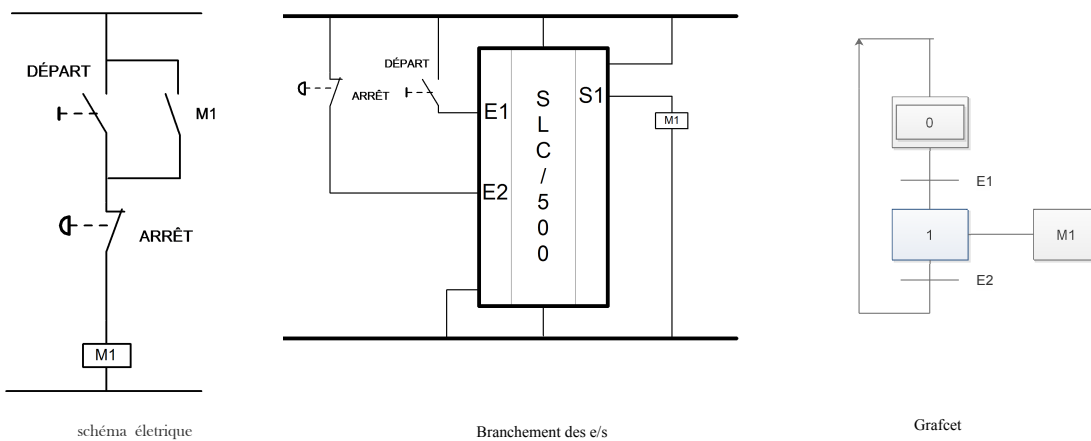 DÉPART
M1
ARRÊT
M1
schéma életrique
DÉPART
ARRÊT
E1
E2
S
L
C
/
5
0
0
S1
M1
Branchement des e/s
0
E1
1
M1
E2
Grafcet